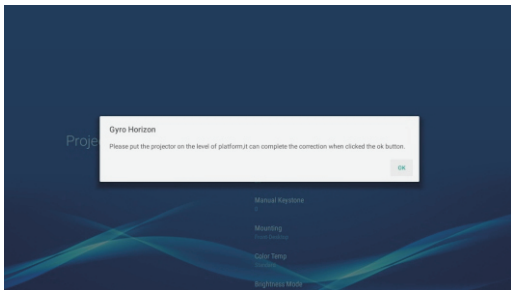 Gyro Horizon
Proje
Please put the projector on the level of platform,it can complete the correction when clicked the ok button.
OK
Manual Keystone
Mounting
Color Temp
Brightness Mode